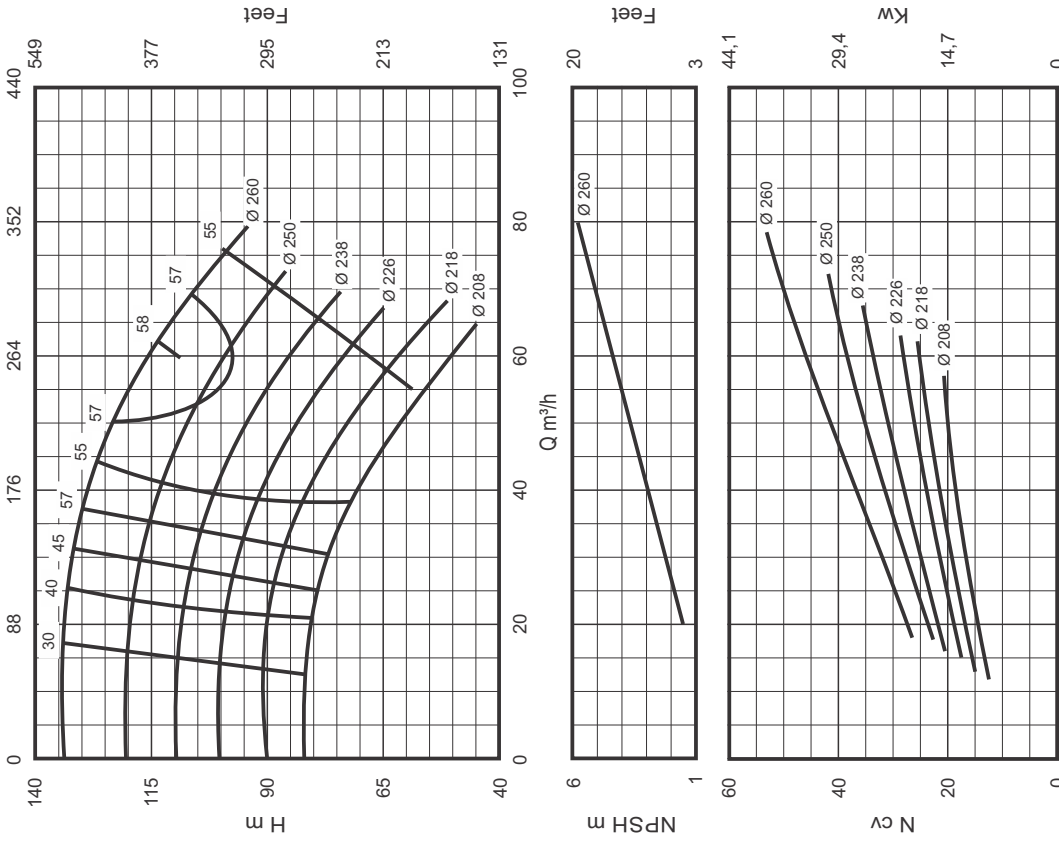 0 88 176 264 352 440
140
115
90
65
40
H m
549
377
295
213
131
Feet
30
40
45
57
55
57
58
57
55
Ø 260
Ø 250
Ø 238
Ø 226
Ø 218
Ø 208
0 20 40 60 80 100
Q m³/h
6
1
NPSH m
20
3
Feet
Ø 260
60
40
20
0
N cv
44,1
29,4
14,7
0
Kw
Ø 260
Ø 250
Ø 238
Ø 226
Ø 218
Ø 208